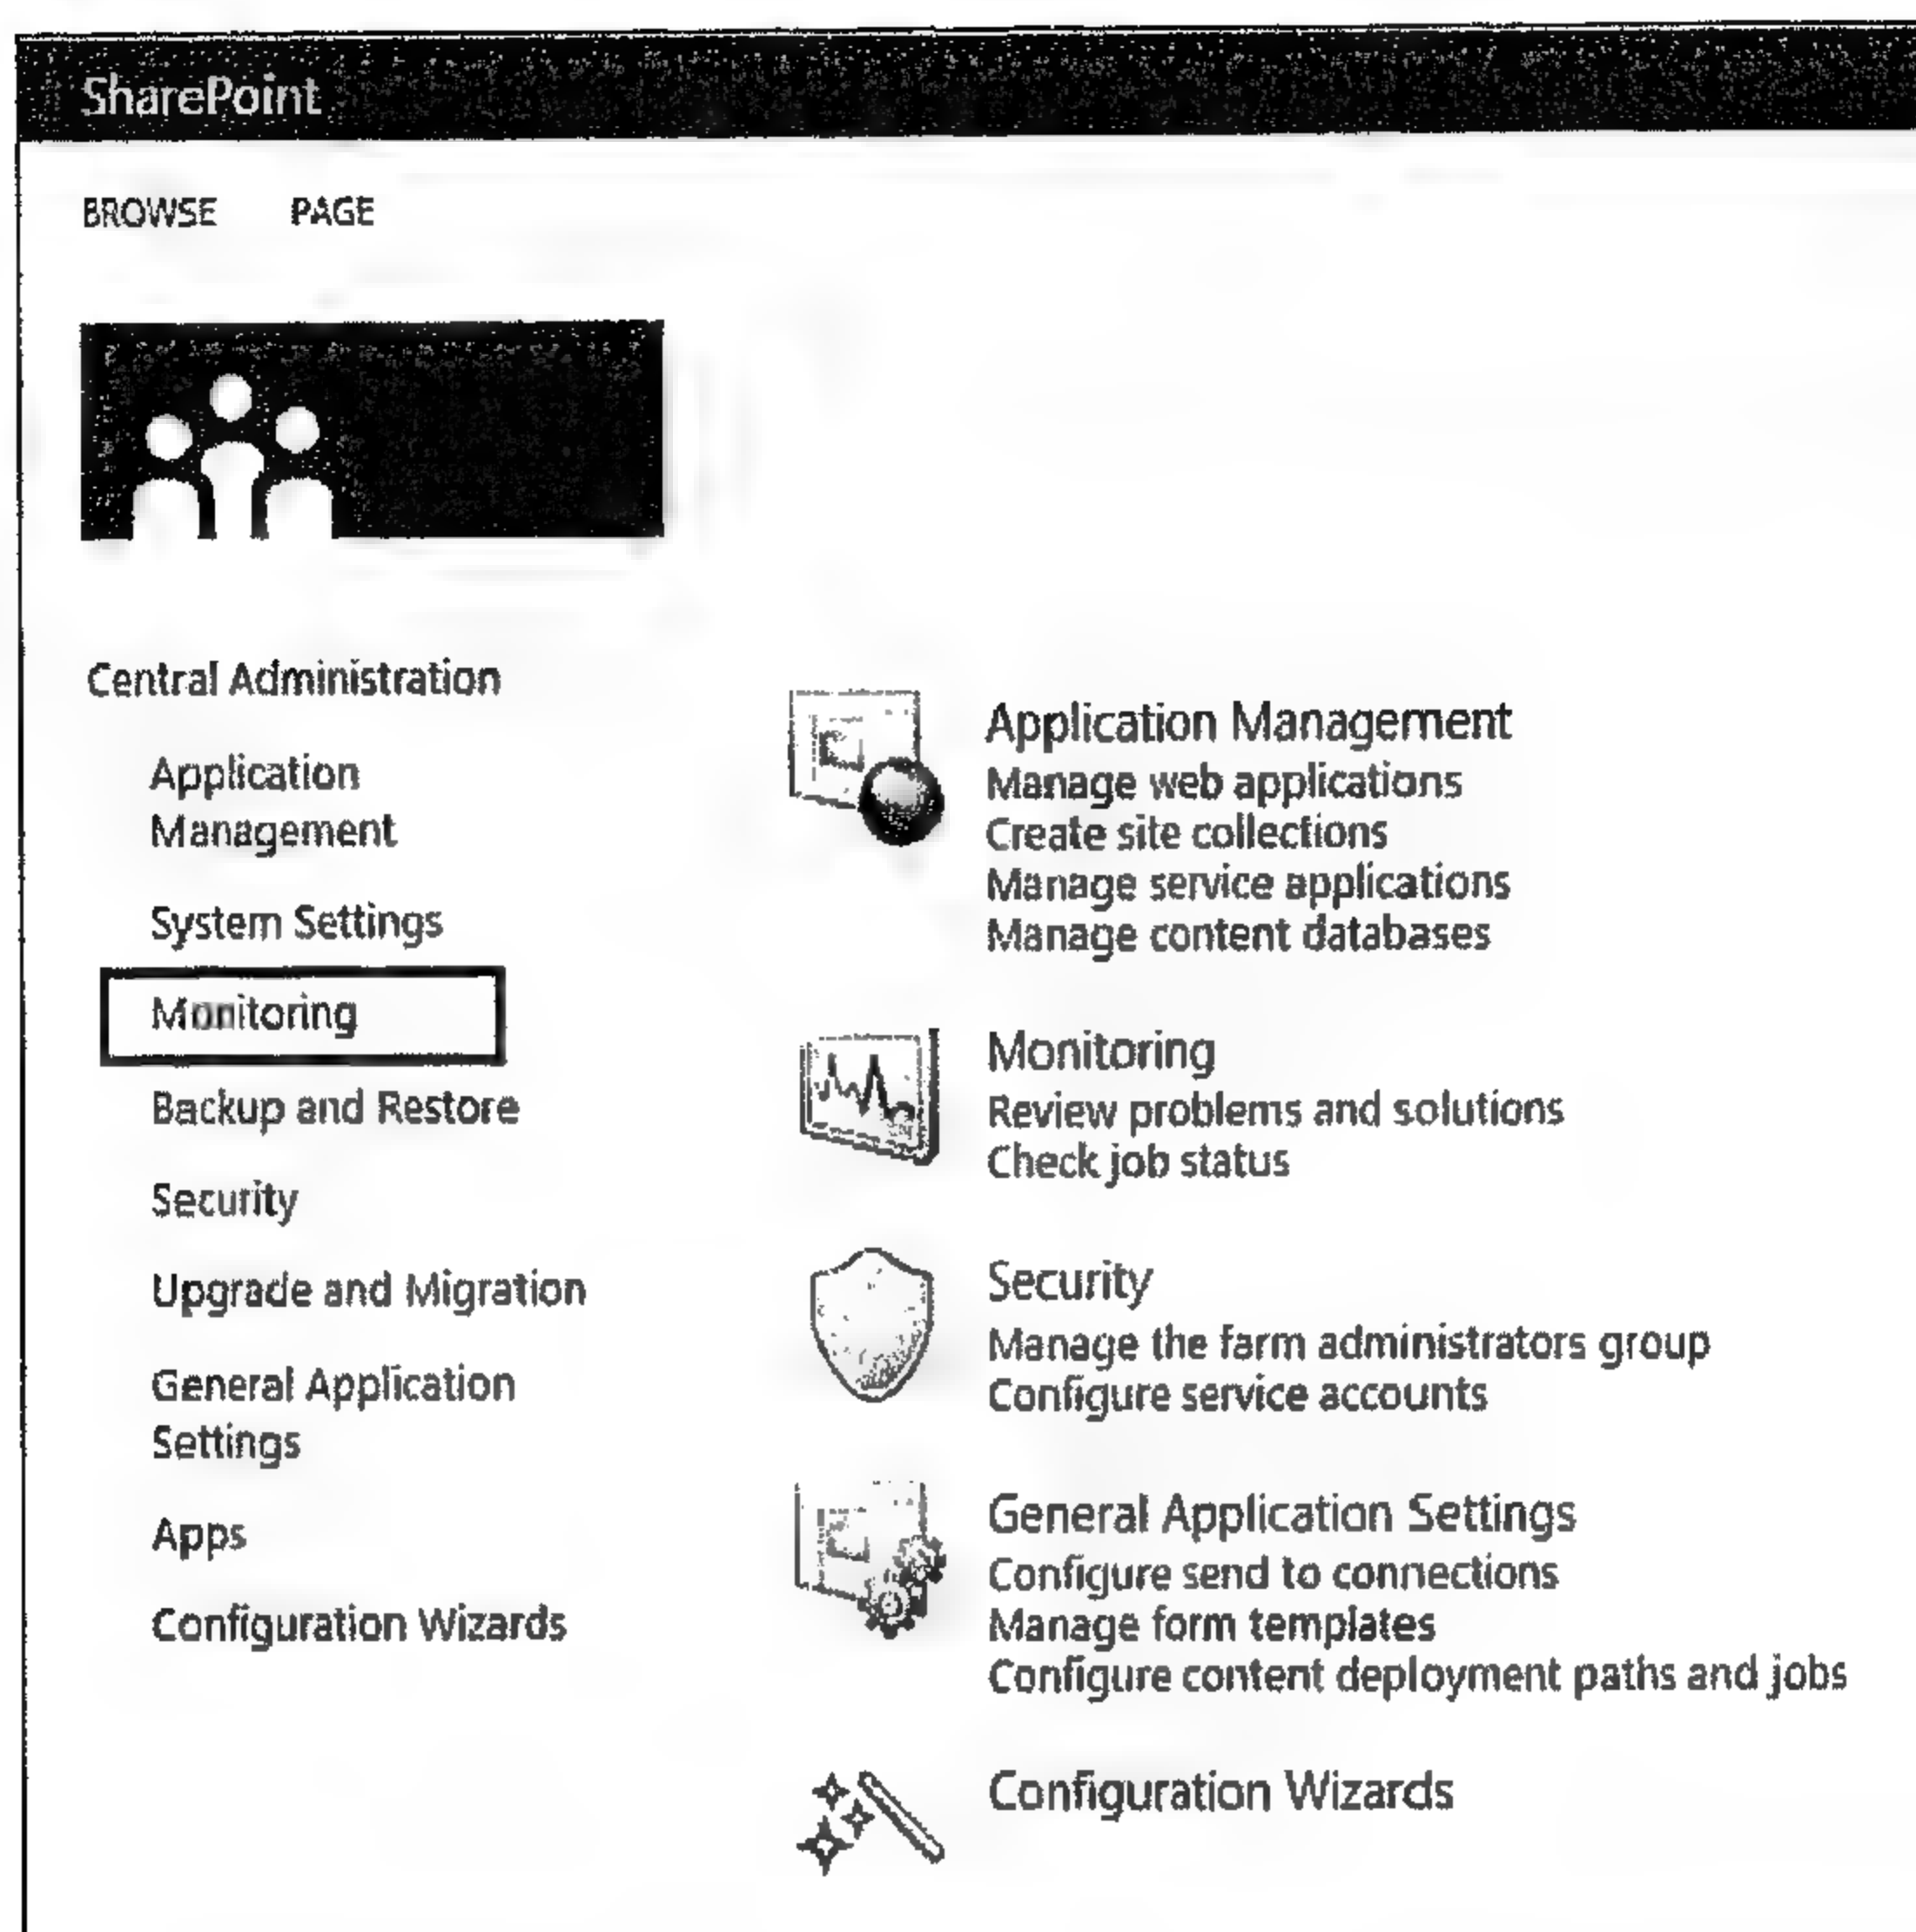 SharePoint
BROWSE PAGE
Central Administration
Application
Management
System Settings
Monitoring
Backup and Restore
Security
Upgrade and Migration
General Application
Settings
Apps
Configuration Wizards
Application Management
Manage web applications
Create site collections
Manage service applications
Manage content databases
Monitoring
Review problems and solutions
Check job status
Security
Manage the farm administrators group
Configure service accounts
General Application Settings
Configure send to connections
Manage form templates
Configure content deployment paths and jobs
Configuration Wizards